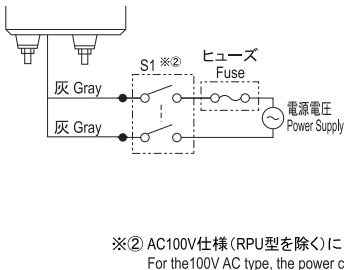 S1 ※②
ヒューズ
Fuse
灰 Gray
灰 Gray
電源電圧
Power Supply
※② AC100V仕様(RPU型を除く)に
For the100V AC type, the power c